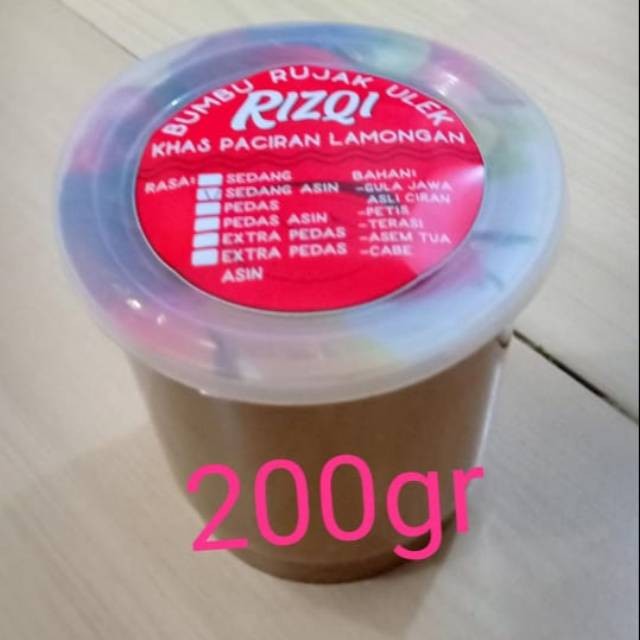 BUMBU RUJAK ULEK
RIZQI
KHAS PACIRAN LAMONGAN
RASA: SEDANG
SEDANG ASIN
PEDAS
PEDAS ASIN
EXTRA PEDAS
EXTRA PEDAS
ASIN
BAHAN:
-GULA JAWA
ASLI CIRAN
-PETIS
-TERASI
-ASEM TUA
-CABE
200gr